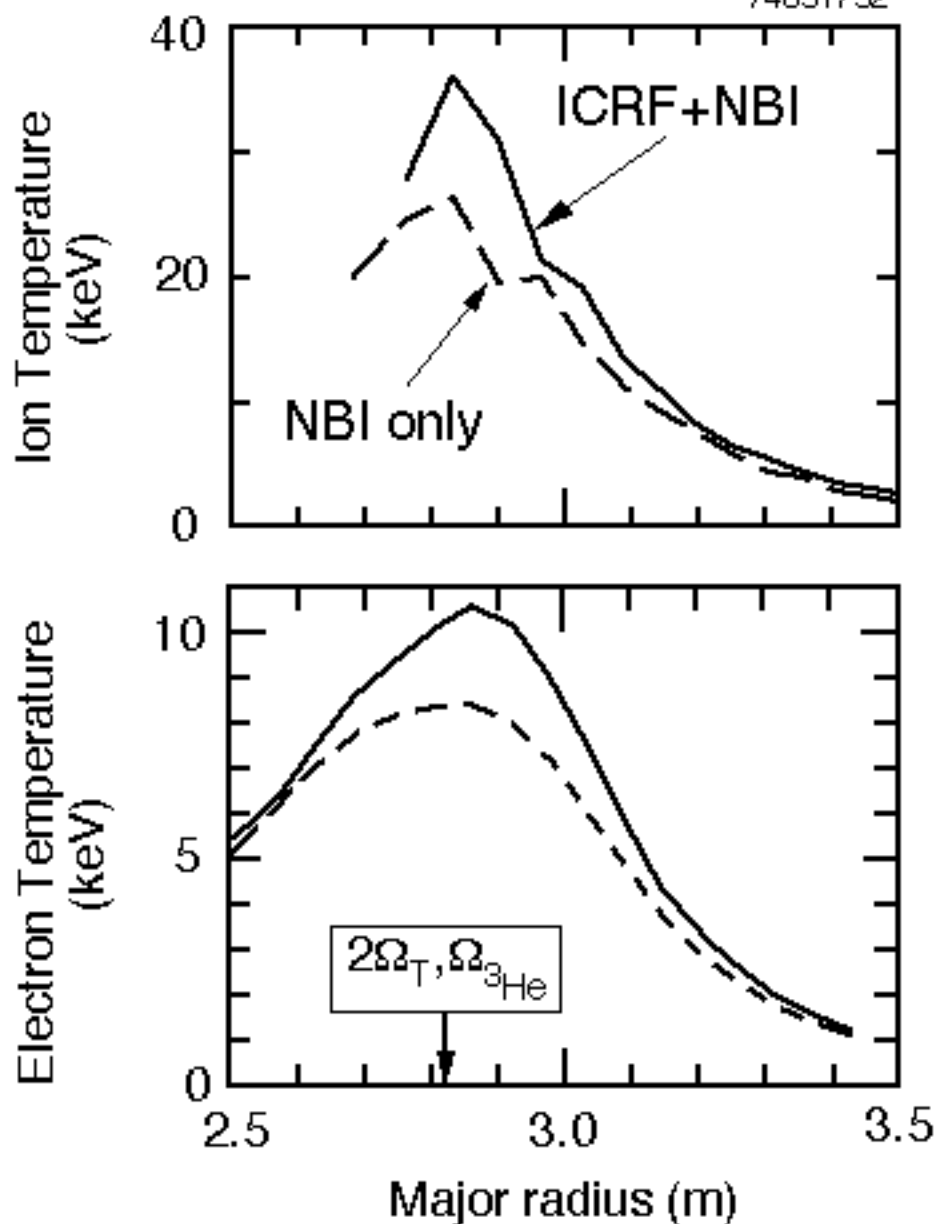 40
Ion Temperature
(keV)
ICRF+NBI
20
NBI only
0
10
Electron Temperature
(keV)
5
2Ω_T,Ω_3He
0
2.5 3.0 3.5
Major radius (m)